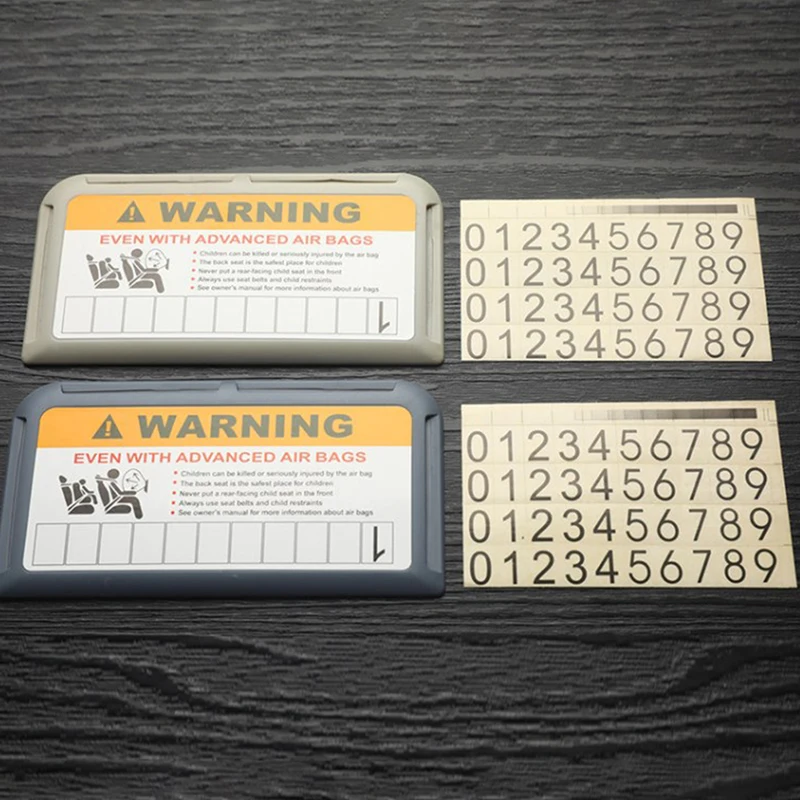 WARNING
EVEN WITH ADVANCED AIR BAGS
Children can be killed or seriously injured by the air bag
The back seat is the safest place for children
Never put a rear-facing child seat in the front
Always use seat belts and child restraints
See owner's manual for more information about air bags
0123456789
0123456789
0123456789
0123456789
WARNING
EVEN WITH ADVANCED AIR BAGS
Children can be killed or seriously injured by the air bag
The back seat is the safest place for children
Never put a rear-facing child seat in the front
Always use seat belts and child restraints
See owner's manual for more information about air bags
0123456789
0123456789
0123456789
0123456789